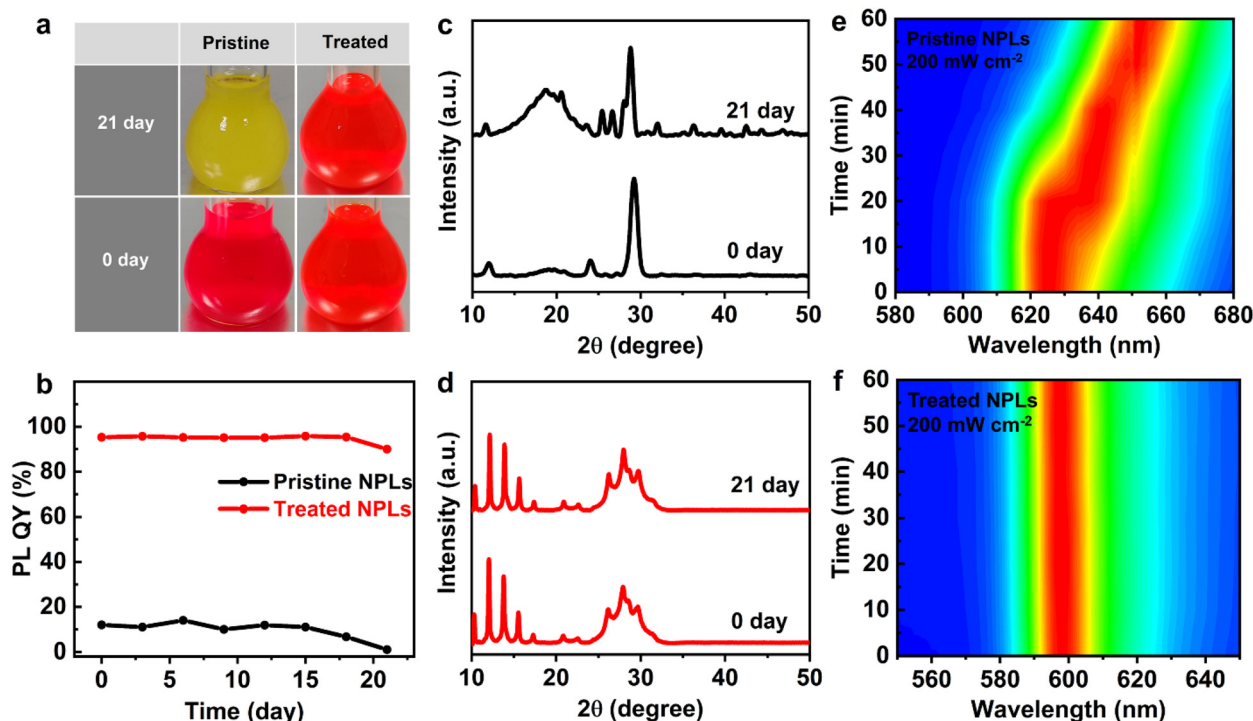 a
Pristine
Treated
21 day
0 day
b
100
80
60
40
20
0
PL QY (%)
Pristine NPLs
Treated NPLs
0
5
10
15
20
Time (day)
c
Intensity (a.u.)
21 day
0 day
10
20
30
40
50
2θ (degree)
d
Intensity (a.u.)
21 day
0 day
10
20
30
40
50
2θ (degree)
e
Pristine NPLs
200 mW cm⁻²
60
50
40
30
20
10
0
Time (min)
580
600
620
640
660
680
Wavelength (nm)
f
Treated NPLs
200 mW cm⁻²
60
50
40
30
20
10
0
Time (min)
560
580
600
620
640
Wavelength (nm)